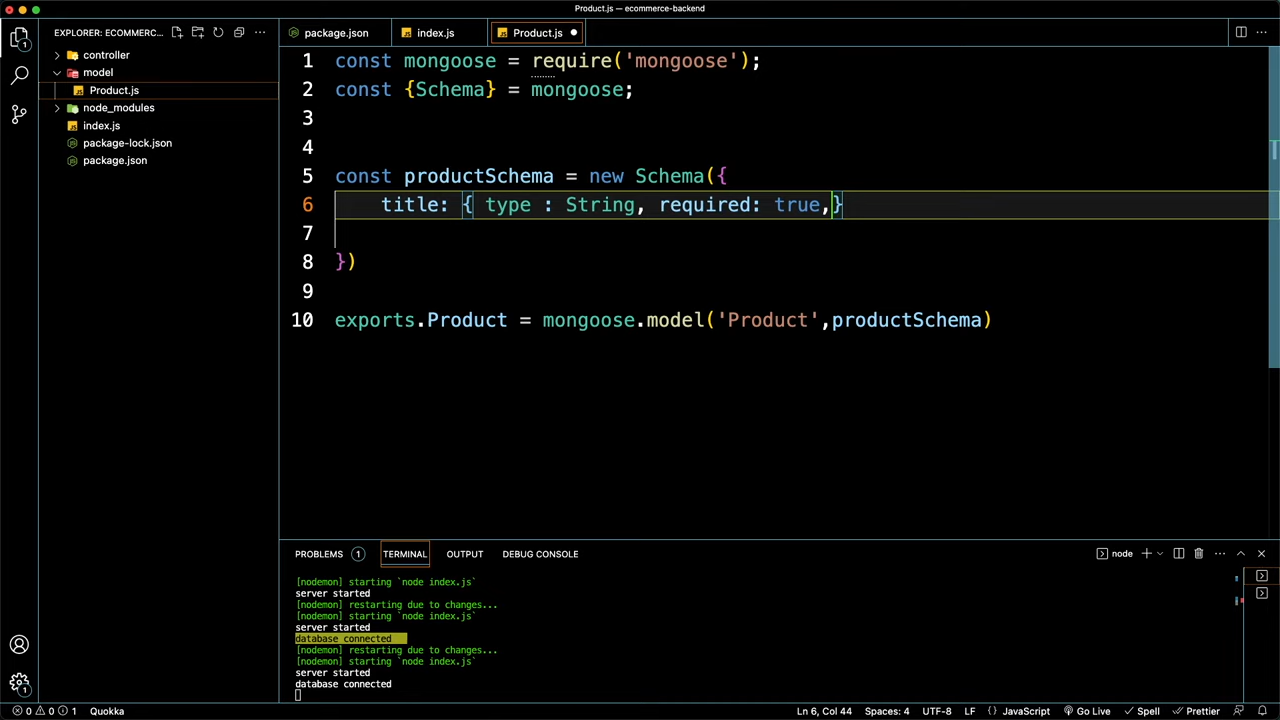 Product.js — ecommerce-backend
EXPLORER: ECOMMERC...
package.json
index.js
Product.js
controller
model
Product.js
node_modules
index.js
package-lock.json
package.json
1 const mongoose = require('mongoose');
2 const {Schema} = mongoose;
3
4
5 const productSchema = new Schema({
6 title: { type : String, required: true,}
7
8 })
9
10 exports.Product = mongoose.model('Product',productSchema)
PROBLEMS 1 TERMINAL OUTPUT DEBUG CONSOLE node
[nodemon] starting `node index.js`
server started
[nodemon] restarting due to changes...
[nodemon] starting `node index.js`
server started
database connected
[nodemon] restarting due to changes...
[nodemon] starting `node index.js`
server started
database connected
0 0 1 Quokka Ln 6, Col 44 Spaces: 4 UTF-8 LF {} JavaScript Go Live Spell Prettier